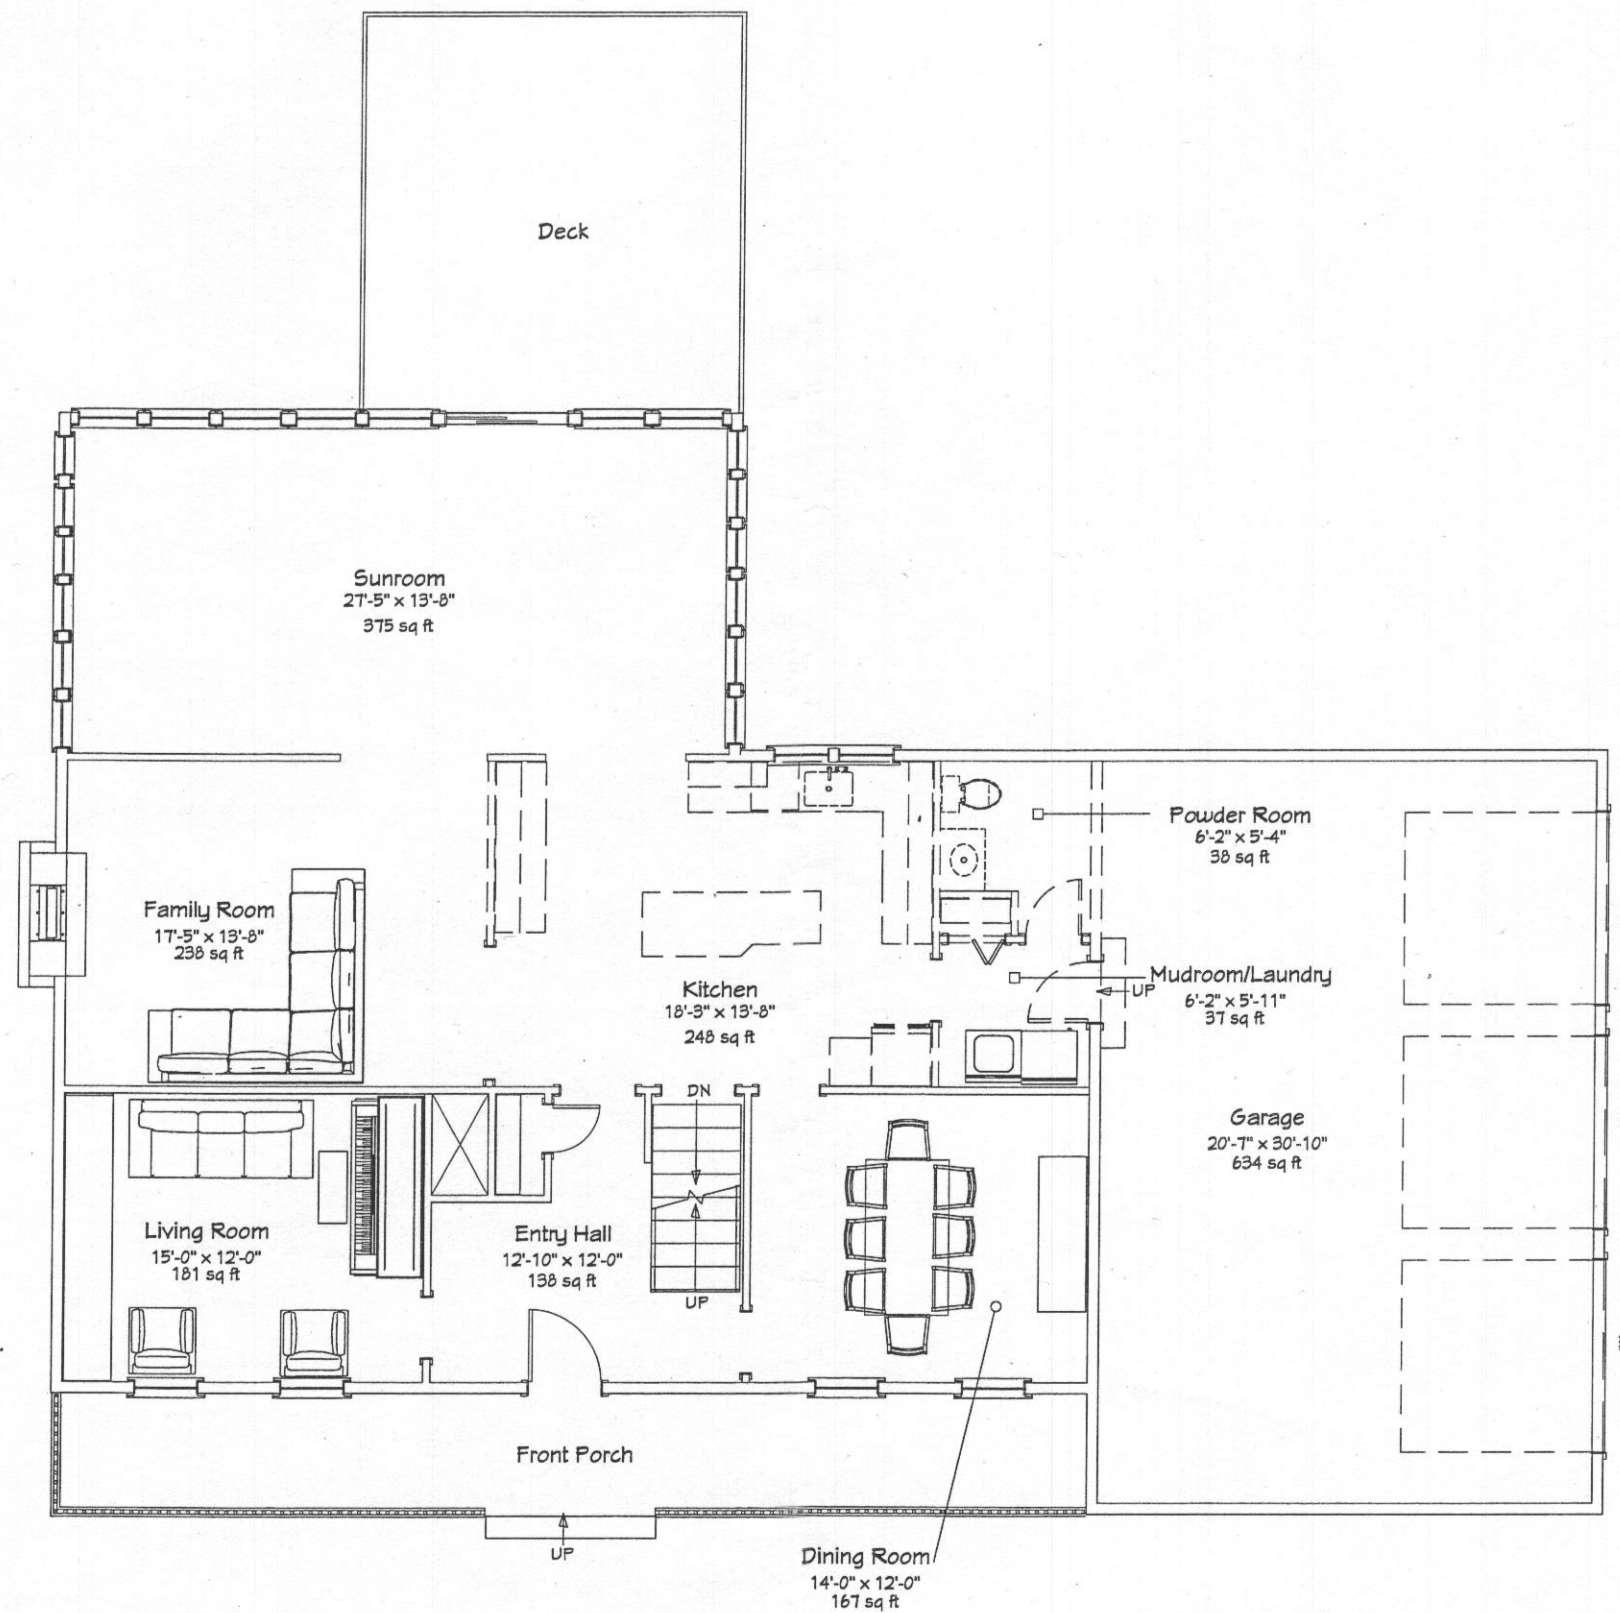 Deck
Sunroom
27'-5" x 13'-8"
375 sq ft
Powder Room
6'-2" x 5'-4"
38 sq ft
Family Room
17'-5" x 13'-8"
238 sq ft
Kitchen
18'-3" x 13'-8"
248 sq ft
Mudroom/Laundry
6'-2" x 5'-11"
37 sq ft
UP
DN
Garage
20'-7" x 30'-10"
634 sq ft
Living Room
15'-0" x 12'-0"
181 sq ft
Entry Hall
12'-10" x 12'-0"
138 sq ft
UP
Front Porch
UP
Dining Room
14'-0" x 12'-0"
167 sq ft